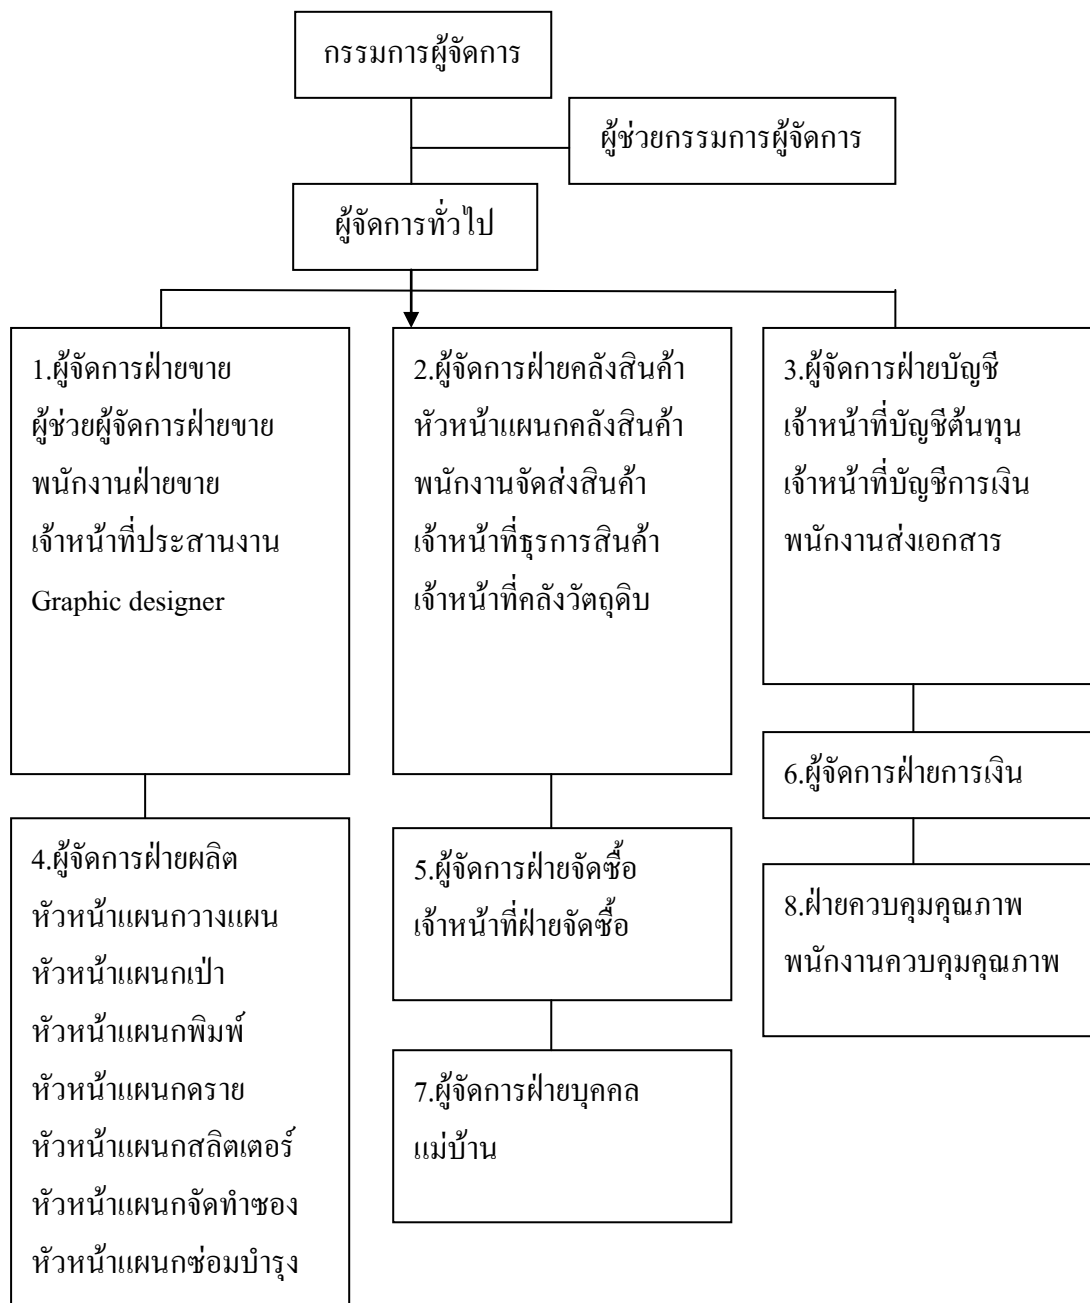 กรรมการผู้จัดการ
ผู้ช่วยกรรมการผู้จัดการ
ผู้จัดการทั่วไป
1.ผู้จัดการฝ่ายขาย
ผู้ช่วยผู้จัดการฝ่ายขาย
พนักงานฝ่ายขาย
เจ้าหน้าที่ประสานงาน
Graphic designer
2.ผู้จัดการฝ่ายคลังสินค้า
หัวหน้าแผนกคลังสินค้า
พนักงานจัดส่งสินค้า
เจ้าหน้าที่ธุรการสินค้า
เจ้าหน้าที่คลังวัตถุดิบ
3.ผู้จัดการฝ่ายบัญชี
เจ้าหน้าที่บัญชีต้นทุน
เจ้าหน้าที่บัญชีการเงิน
พนักงานส่งเอกสาร
4.ผู้จัดการฝ่ายผลิต
หัวหน้าแผนกวางแผน
หัวหน้าแผนกเป่า
หัวหน้าแผนกพิมพ์
หัวหน้าแผนกดราย
หัวหน้าแผนกสลิตเตอร์
หัวหน้าแผนกจัดทำซอง
หัวหน้าแผนกซ่อมบำรุง
5.ผู้จัดการฝ่ายจัดซื้อ
เจ้าหน้าที่ฝ่ายจัดซื้อ
6.ผู้จัดการฝ่ายการเงิน
7.ผู้จัดการฝ่ายบุคคล
แม่บ้าน
8.ฝ่ายควบคุมคุณภาพ
พนักงานควบคุมคุณภาพ